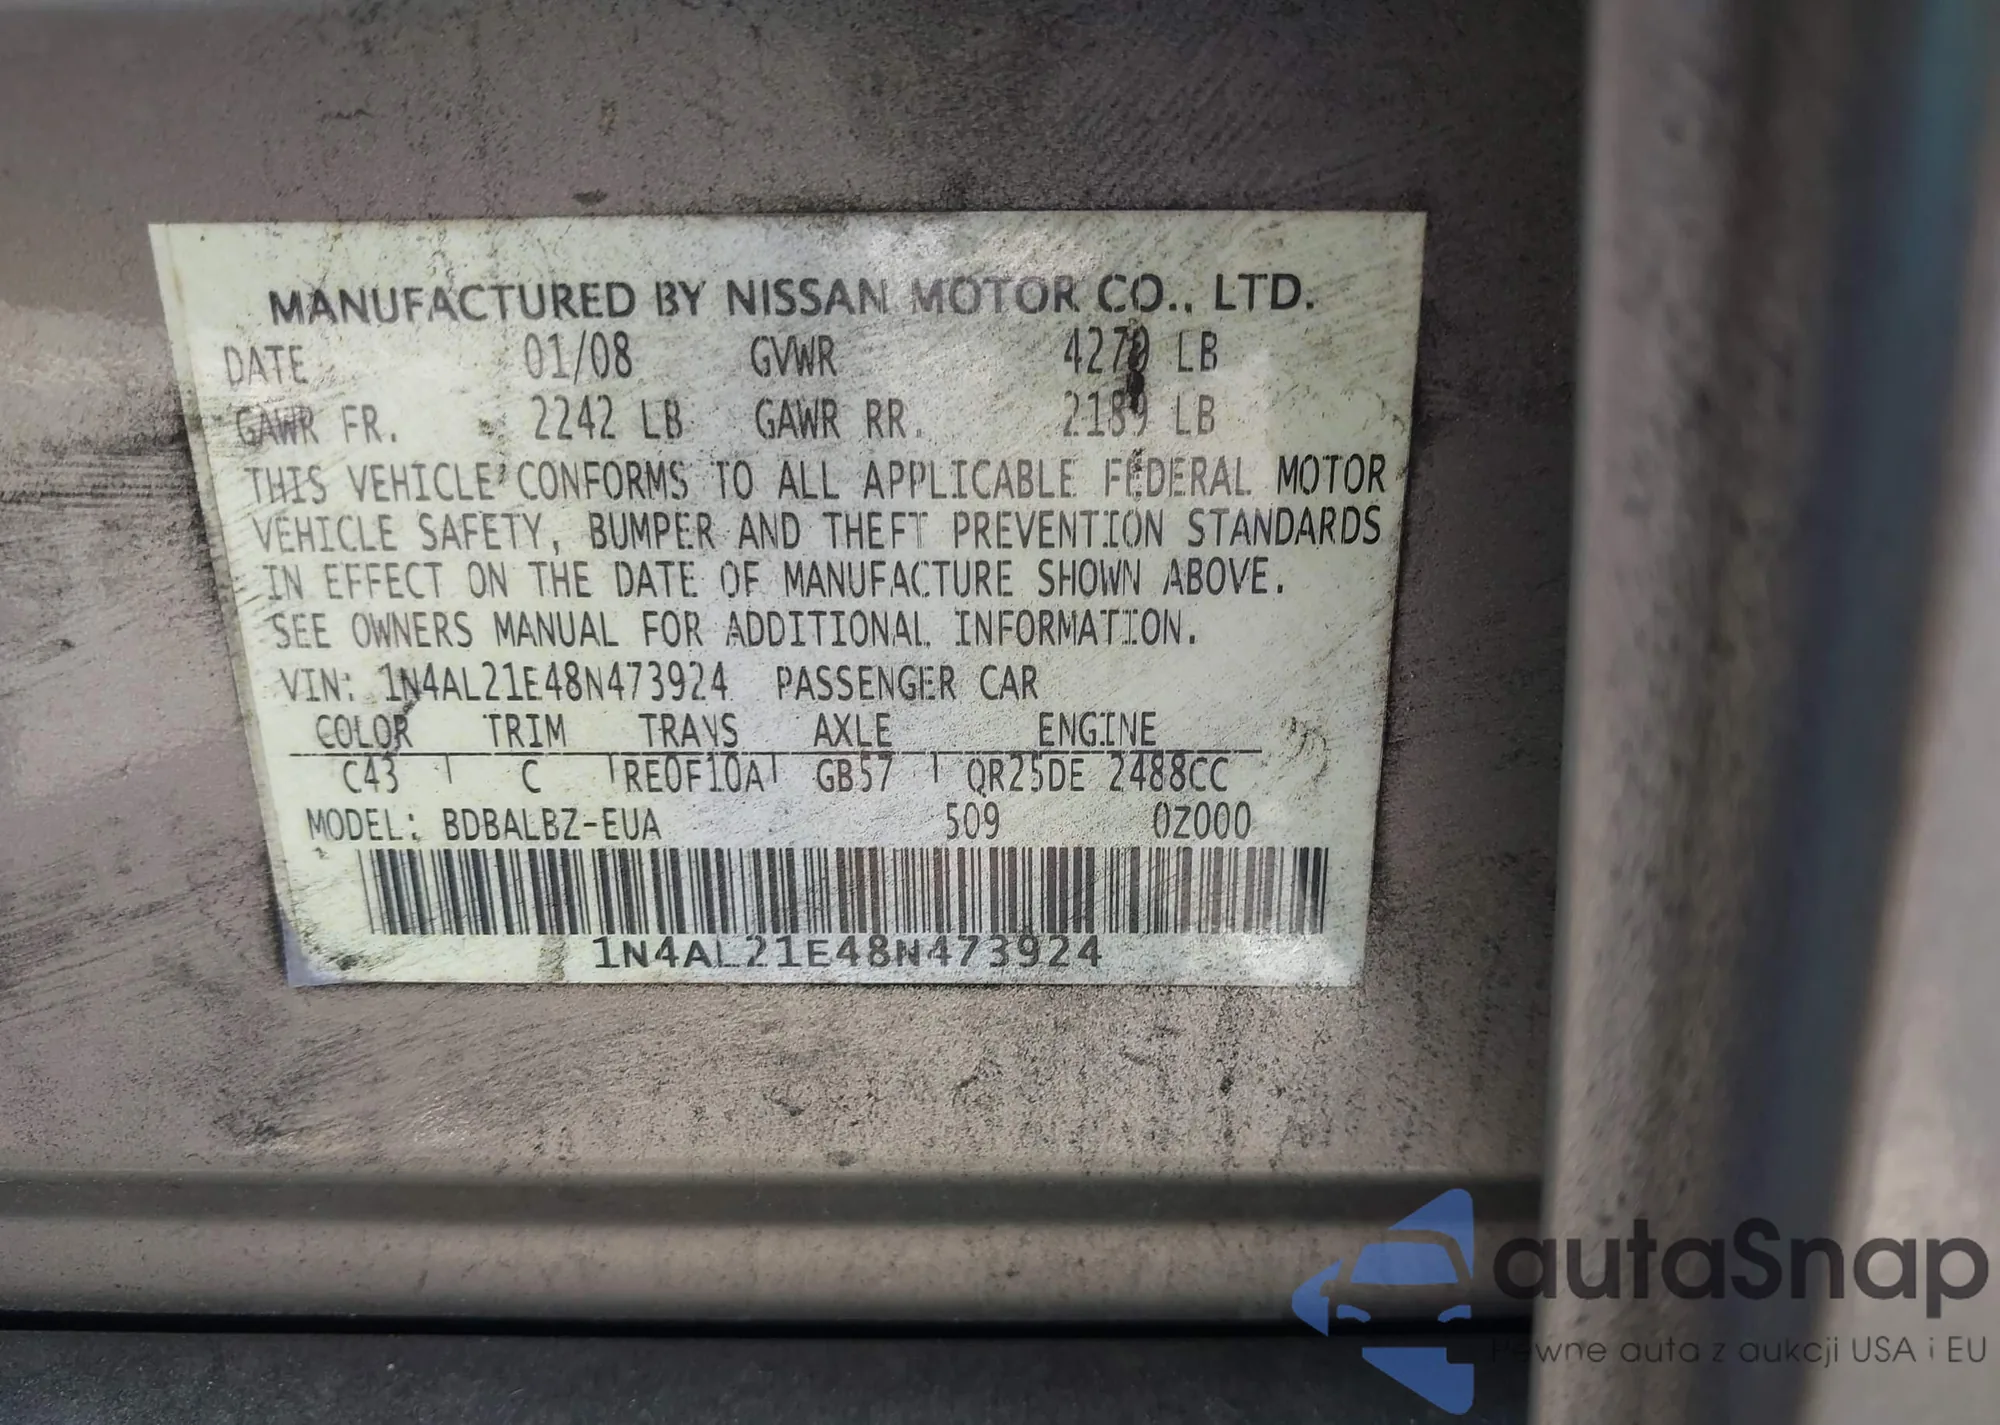 MANUFACTURED BY NISSAN MOTOR CO., LTD.
DATE 01/08 GVWR 4270 LB
GAWR FR. 2242 LB GAWR RR. 2189 LB
THIS VEHICLE CONFORMS TO ALL APPLICABLE FEDERAL MOTOR
VEHICLE SAFETY, BUMPER AND THEFT PREVENTION STANDARDS
IN EFFECT ON THE DATE OF MANUFACTURE SHOWN ABOVE.
SEE OWNERS MANUAL FOR ADDITIONAL INFORMATION.
VIN: 1N4AL21E48N473924 PASSENGER CAR
COLOR TRIM TRANS AXLE ENGINE
C43 C RE0F10A GB57 QR25DE 2488CC
MODEL: BDBALBZ-EUA 509 0Z000
1N4AL21E48N473924
autaSnap
Pewne auta z aukcji USA i EU